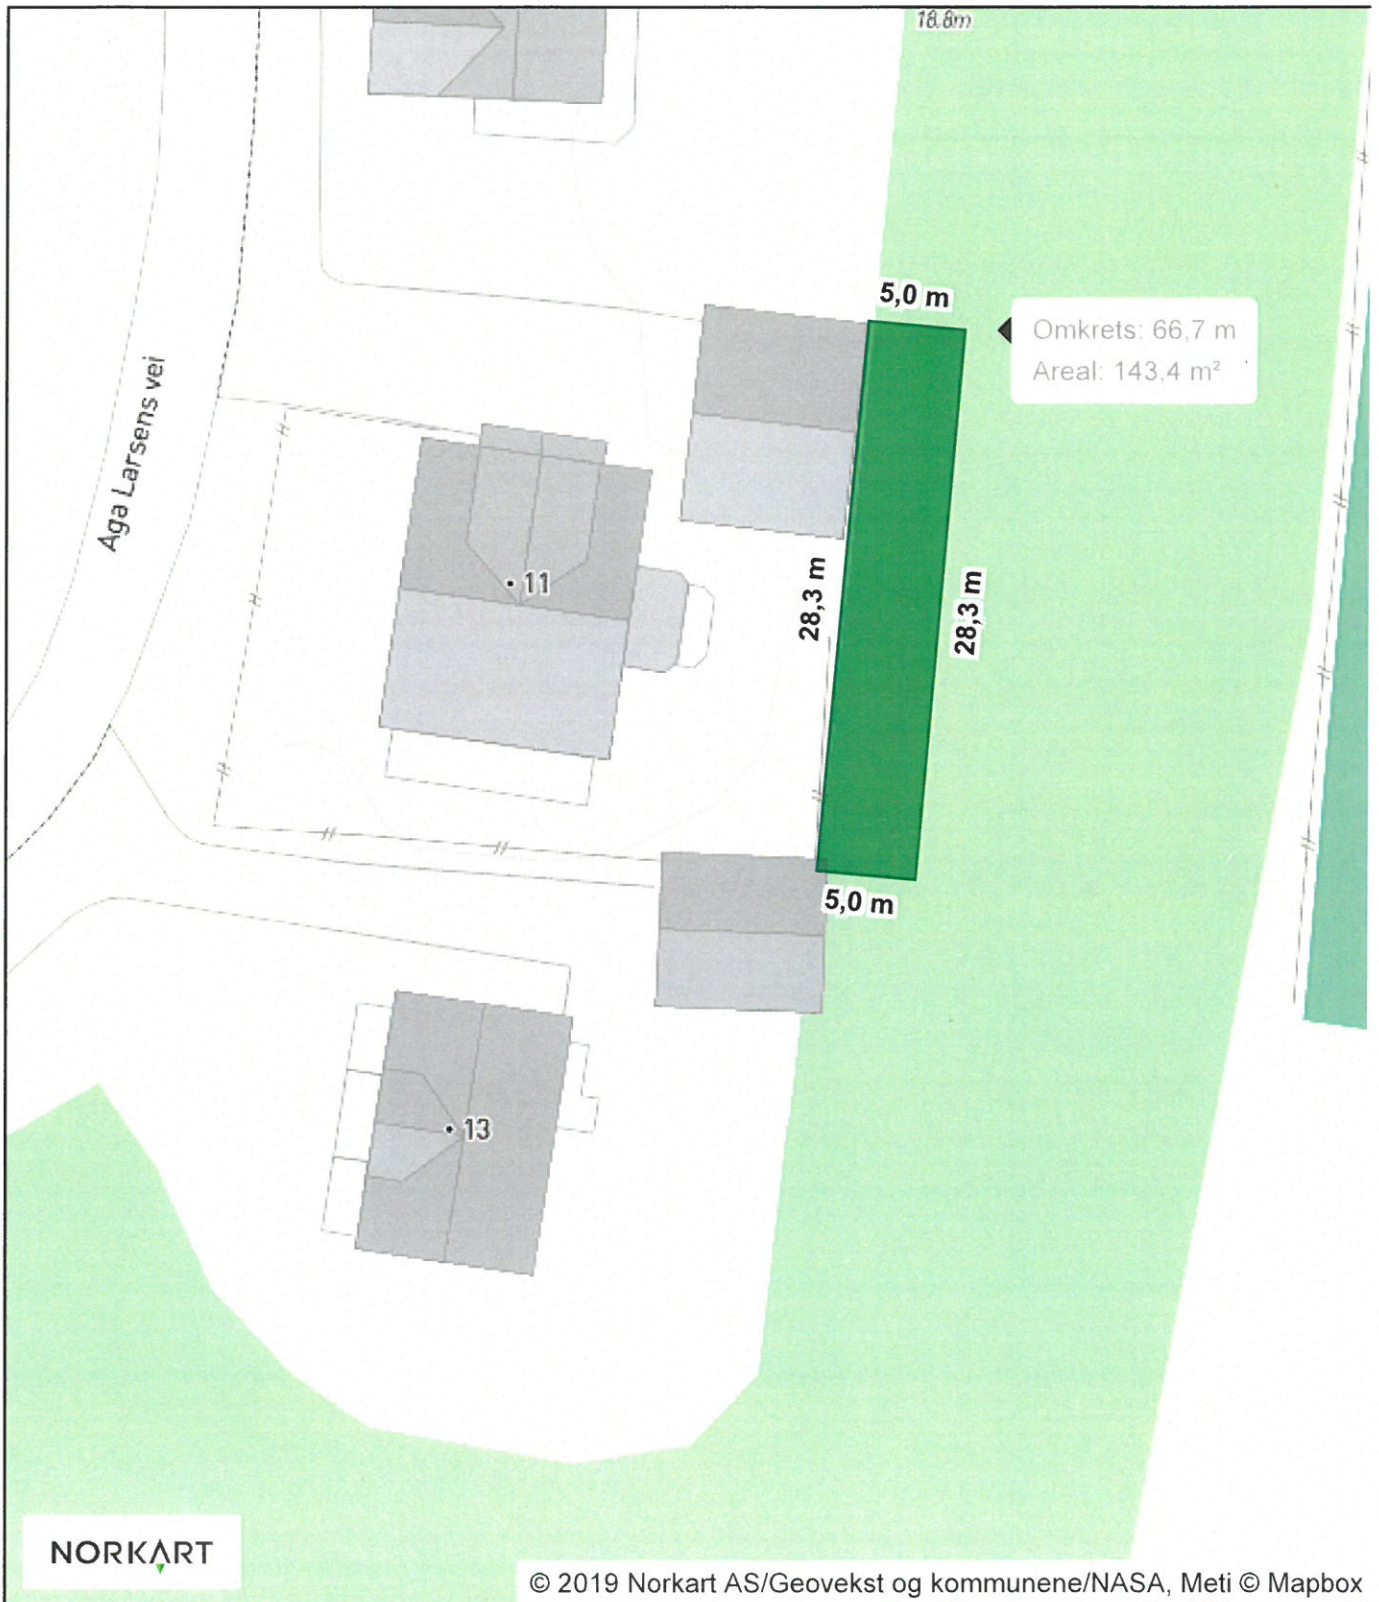 18.8m
5,0 m
Omkrets: 66,7 m
Areal: 143,4 m²
Aga Larsens vei
11
28,3 m
28,3 m
5,0 m
13
NORKART
© 2019 Norkart AS/Geovekst og kommunene/NASA, Meti © Mapbox